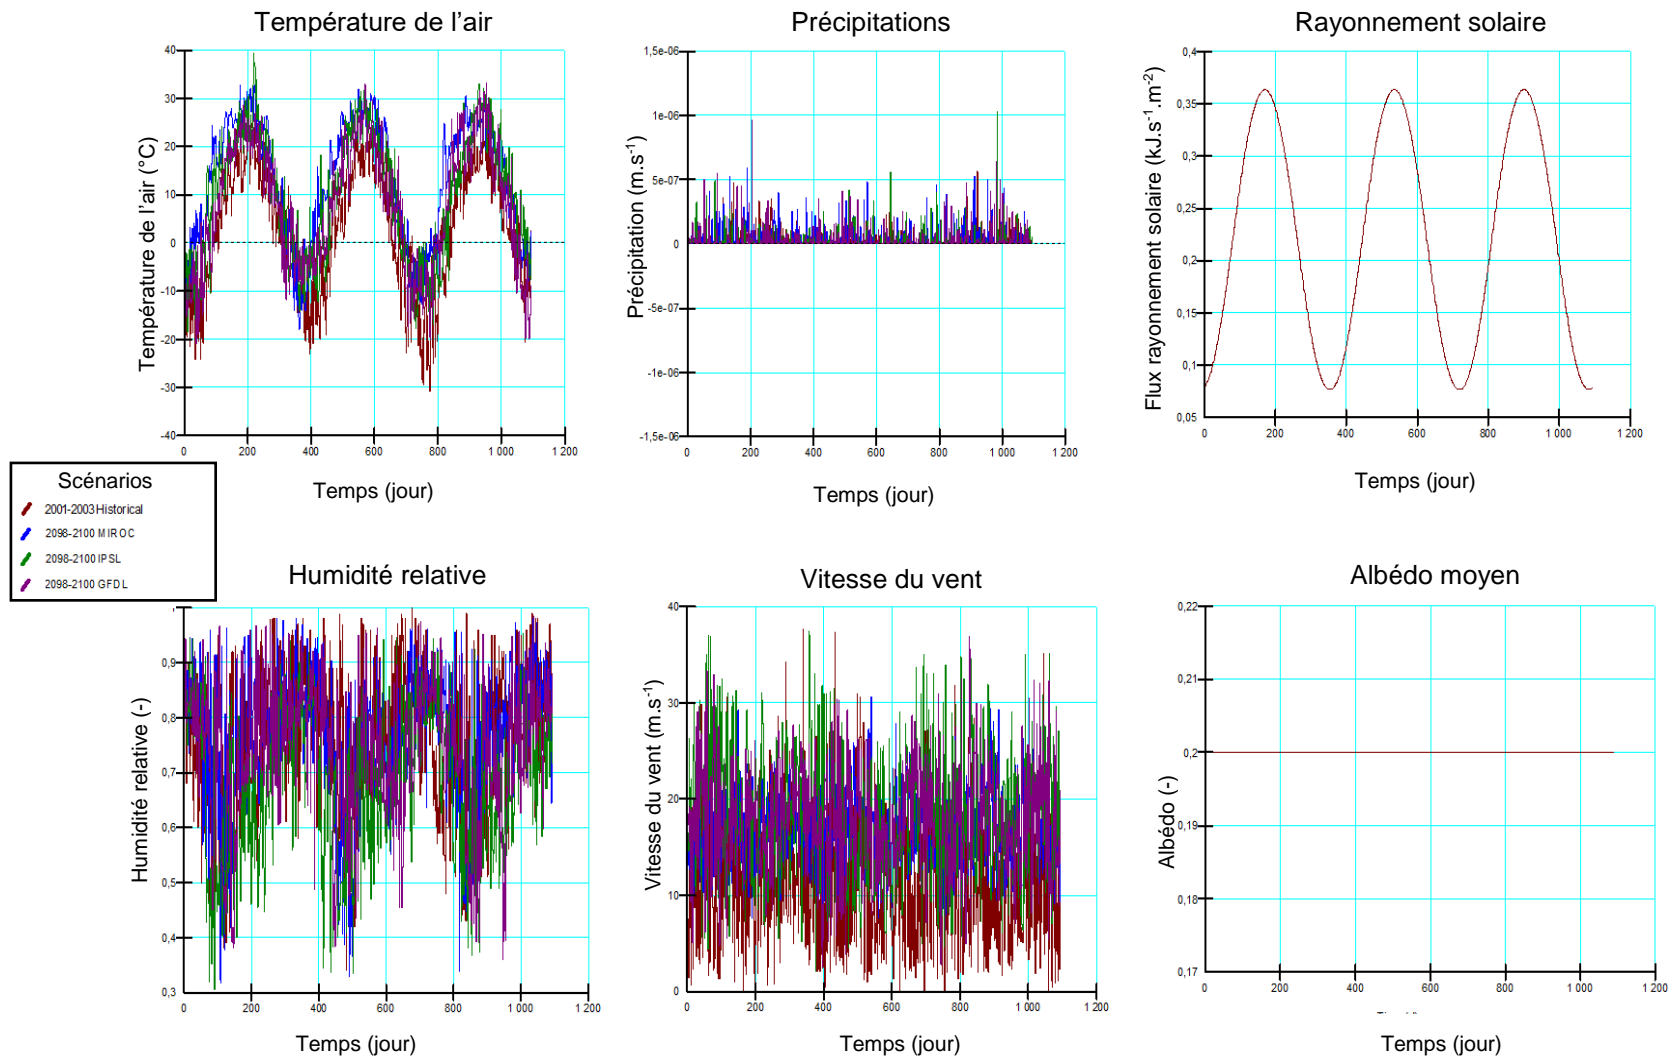 Température de l’air
Température de l’air (°C)
40
30
20
10
0
-10
-20
-30
-40
0 200 400 600 800 1 000 1 200
Temps (jour)
Précipitations
Précipitation (m.s-1)
1,5e-06
1e-06
5e-07
0
-5e-07
-1e-06
-1,5e-06
0 200 400 600 800 1 000 1 200
Temps (jour)
Rayonnement solaire
Flux rayonnement solaire (kJ.s-1.m-2)
0,4
0,35
0,3
0,25
0,2
0,15
0,1
0,05
0 200 400 600 800 1 000 1 200
Temps (jour)
Scénarios
2001-2003 Historical
2098-2100 MIROC
2098-2100 IPSL
2098-2100 GFDL
Humidité relative
Humidité relative (-)
0,9
0,8
0,7
0,6
0,5
0,4
0,3
0 200 400 600 800 1 000 1 200
Temps (jour)
Vitesse du vent
Vitesse du vent (m.s-1)
40
30
20
10
0
0 200 400 600 800 1 000 1 200
Temps (jour)
Albédo moyen
Albédo (-)
0,22
0,21
0,2
0,19
0,18
0,17
0 200 400 600 800 1 000 1 200
Temps (jour)